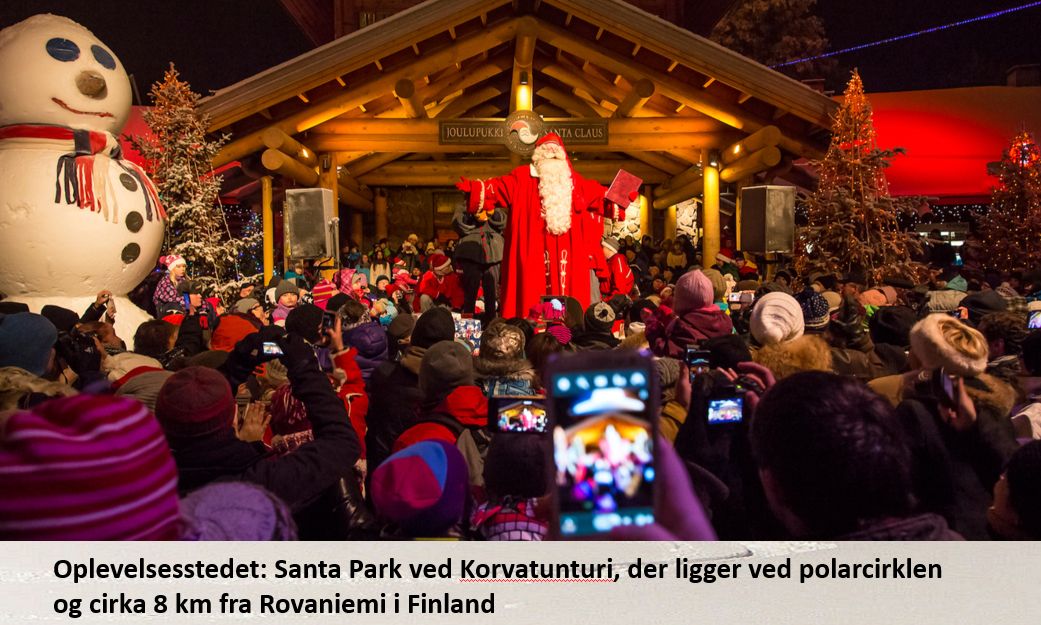 JOULUPUKKI SANTA CLAUS
Oplevelsesstedet: Santa Park ved Korvatunturi, der ligger ved polarcirklen
og cirka 8 km fra Rovaniemi i Finland